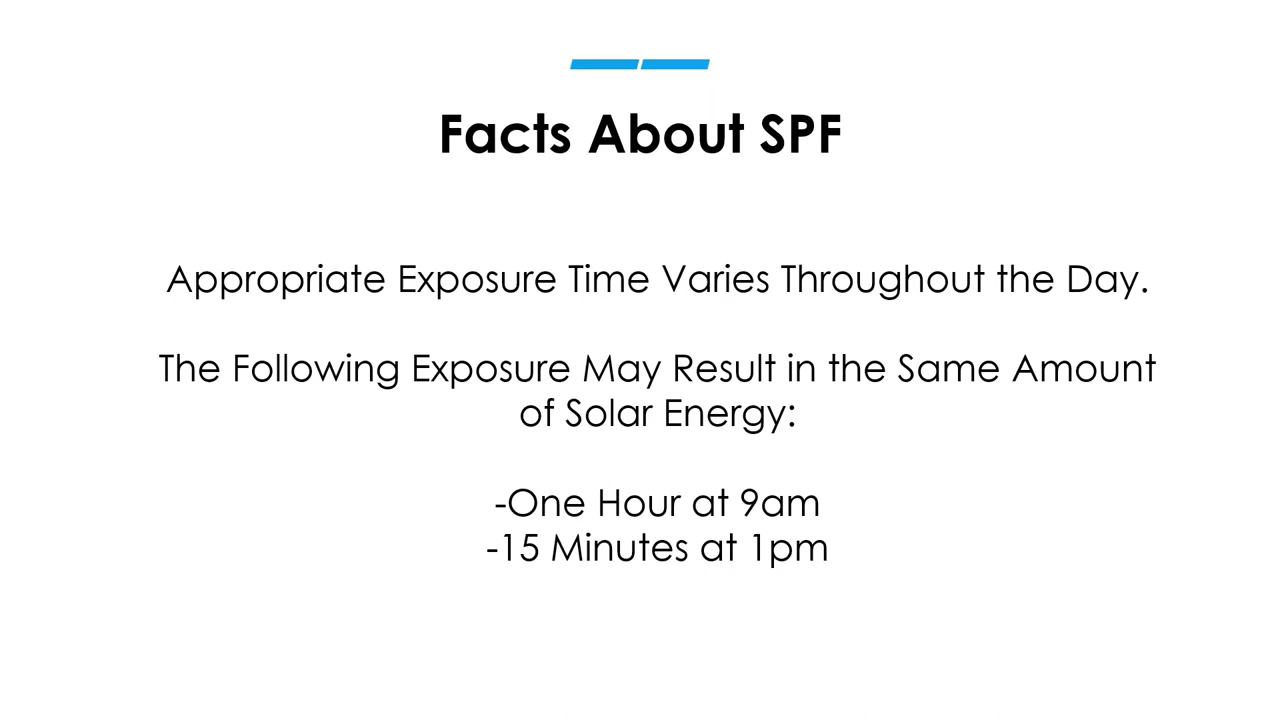 Facts About SPF
Appropriate Exposure Time Varies Throughout the Day.
The Following Exposure May Result in the Same Amount
of Solar Energy:
-One Hour at 9am
-15 Minutes at 1pm